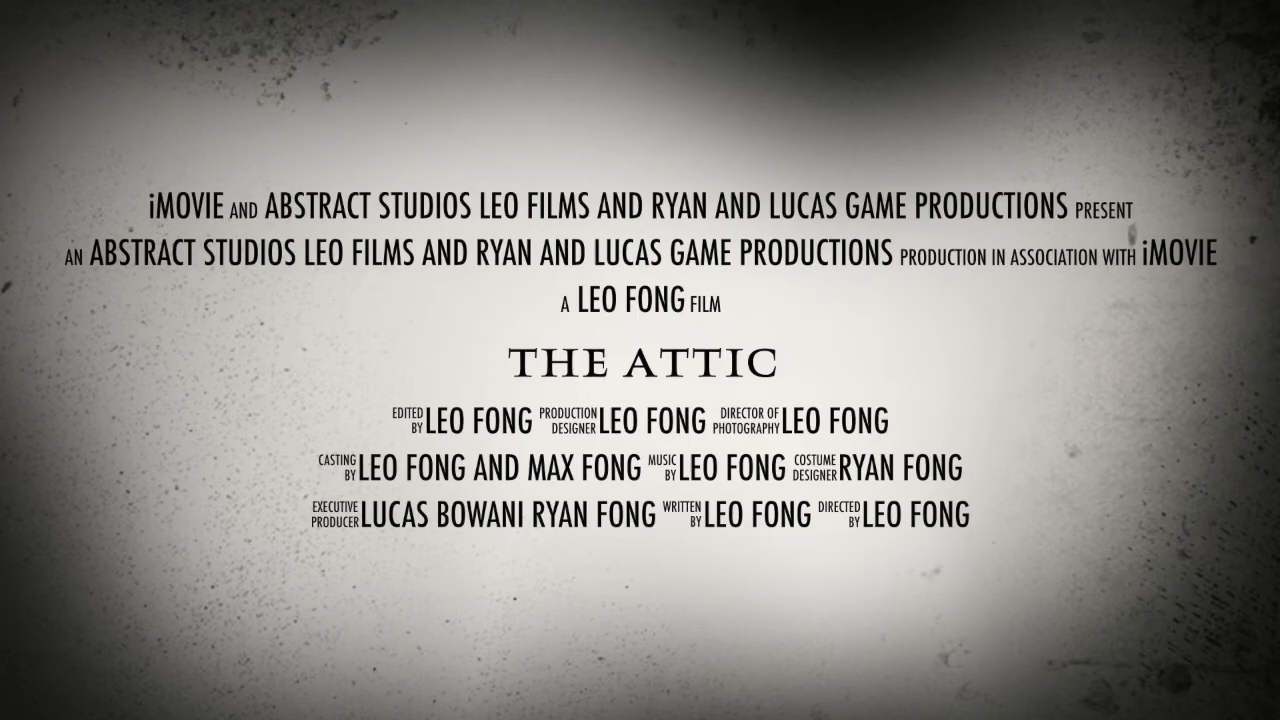 iMOVIE AND ABSTRACT STUDIOS LEO FILMS AND RYAN AND LUCAS GAME PRODUCTIONS PRESENT
AN ABSTRACT STUDIOS LEO FILMS AND RYAN AND LUCAS GAME PRODUCTIONS PRODUCTION IN ASSOCIATION WITH iMOVIE
A LEO FONG FILM
THE ATTIC
EDITED BY LEO FONG PRODUCTION DESIGNER LEO FONG DIRECTOR OF PHOTOGRAPHY LEO FONG
CASTING BY LEO FONG AND MAX FONG MUSIC BY LEO FONG COSTUME DESIGNER RYAN FONG
EXECUTIVE PRODUCER LUCAS BOWANI RYAN FONG WRITTEN BY LEO FONG DIRECTED BY LEO FONG